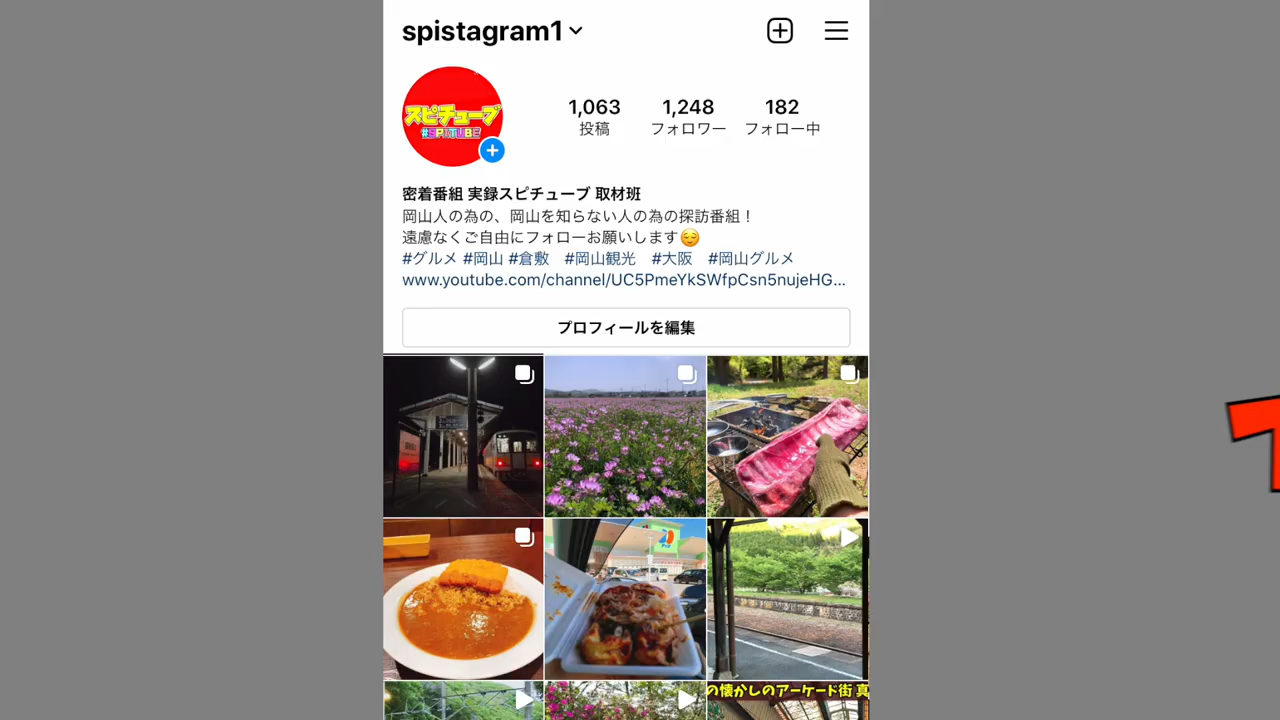 spistagram1
スピチューブ
#SPITUBE
1,063
1,248
182
投稿
フォロワー
フォロー中
密着番組 実録スピチューブ 取材班
岡山人の為の、岡山を知らない人の為の探訪番組！
遠慮なくご自由にフォローお願いします😌
#グルメ #岡山 #倉敷　#岡山観光　#大阪　#岡山グルメ
www.youtube.com/channel/UC5PmeYkSWfpCsn5nujeHG...
プロフィールを編集
の懐かしのアーケード街 真